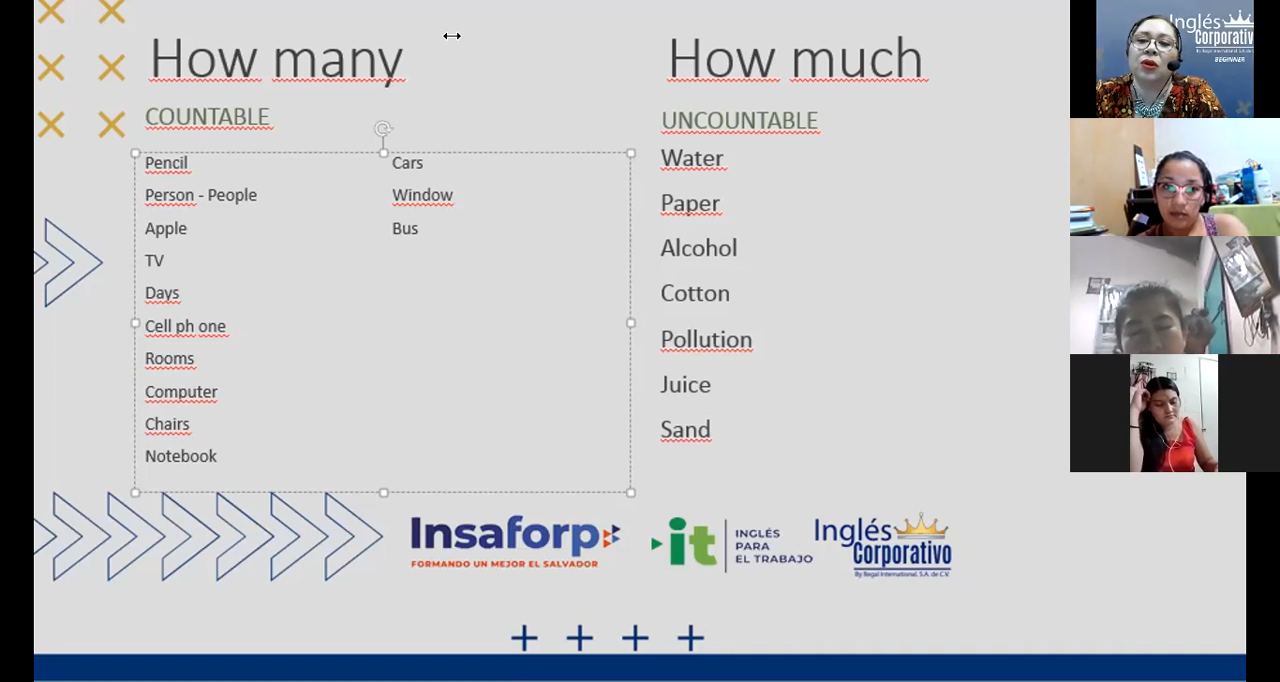 How many
COUNTABLE
Pencil
Person - People
Apple
TV
Days
Cell ph one
Rooms
Computer
Chairs
Notebook
Cars
Window
Bus
How much
UNCOUNTABLE
Water
Paper
Alcohol
Cotton
Pollution
Juice
Sand
Insaforp
FORMANDO UN MEJOR EL SALVADOR
it
INGLÉS
PARA
EL TRABAJO
Inglés
Corporativo
By Regal International, S.A. de C.V.
Inglés
Corporativo
BEGINNER